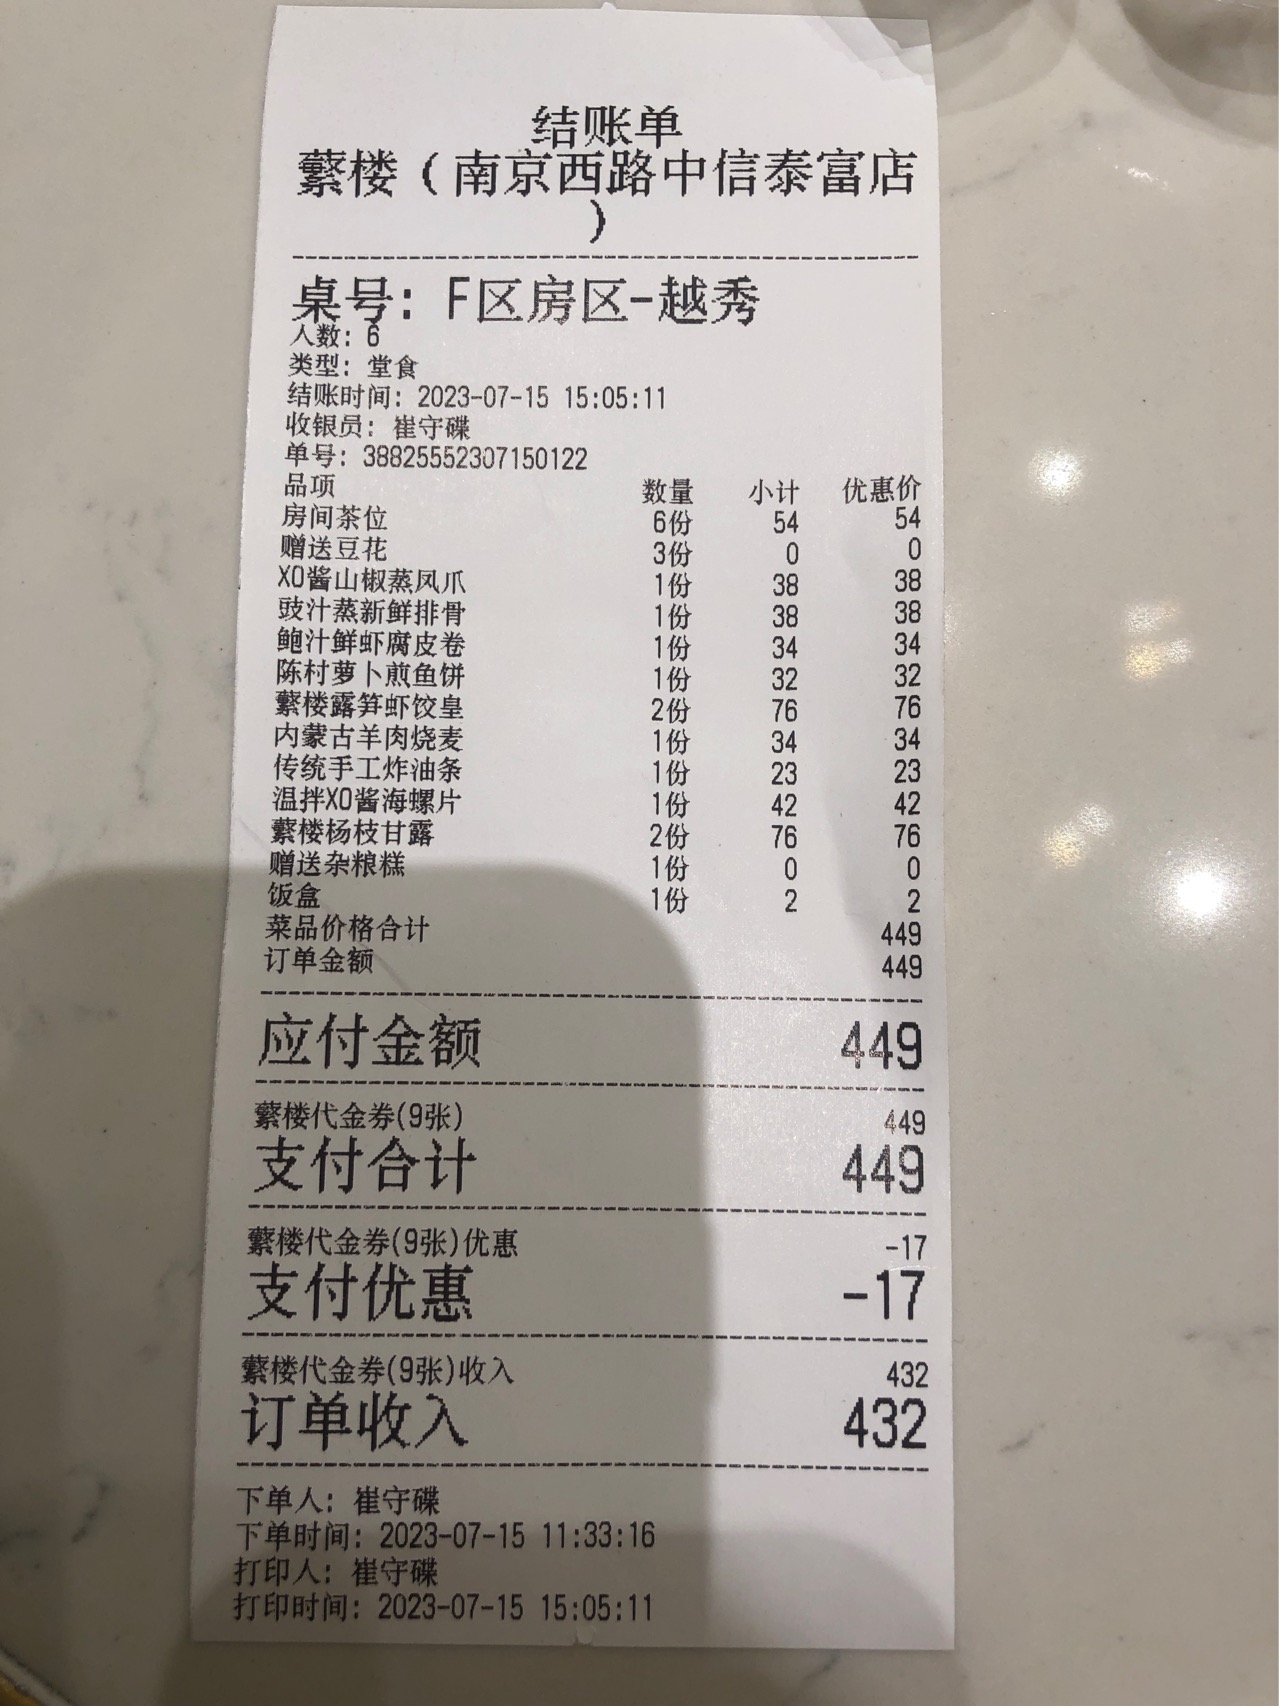 结账单
蘩楼（南京西路中信泰富店
）
桌号: F区房区-越秀
人数: 6
类型: 堂食
结账时间: 2023-07-15 15:05:11
收银员: 崔守碟
单号: 38825552307150122
品项 数量 小计 优惠价
房间茶位 6份 54 54
赠送豆花 3份 0 0
XO酱山椒蒸凤爪 1份 38 38
豉汁蒸新鲜排骨 1份 38 38
鲍汁鲜虾腐皮卷 1份 34 34
陈村萝卜煎鱼饼 1份 32 32
蘩楼露笋虾饺皇 2份 76 76
内蒙古羊肉烧麦 1份 34 34
传统手工炸油条 1份 23 23
温拌XO酱海螺片 1份 42 42
蘩楼杨枝甘露 2份 76 76
赠送杂粮糕 1份 0 0
饭盒 1份 2 2
菜品价格合计 449
订单金额 449
应付金额 449
蘩楼代金券(9张) 449
支付合计 449
蘩楼代金券(9张)优惠 -17
支付优惠 -17
蘩楼代金券(9张)收入 432
订单收入 432
下单人: 崔守碟
下单时间: 2023-07-15 11:33:16
打印人: 崔守碟
打印时间: 2023-07-15 15:05:11